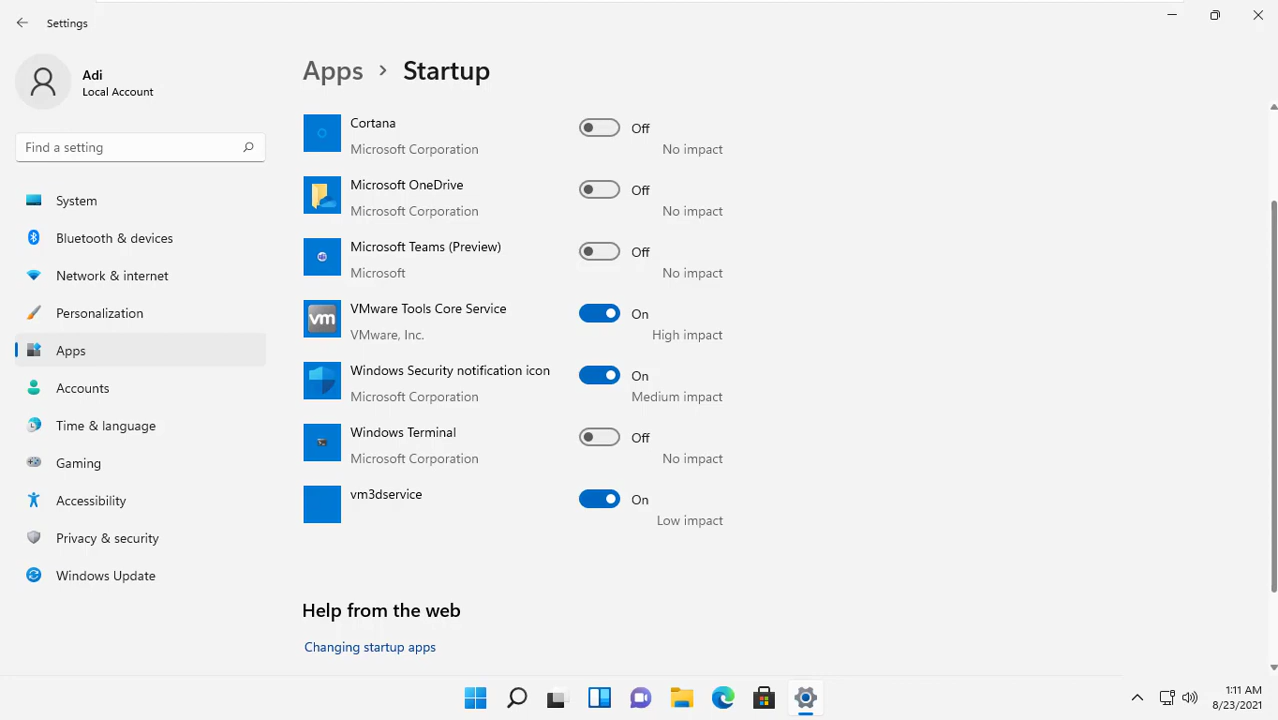 Settings
Adi
Local Account
Find a setting
System
Bluetooth & devices
Network & internet
Personalization
Apps
Accounts
Time & language
Gaming
Accessibility
Privacy & security
Windows Update
Apps > Startup
Cortana
Microsoft Corporation
Off
No impact
Microsoft OneDrive
Microsoft Corporation
Off
No impact
Microsoft Teams (Preview)
Microsoft
Off
No impact
vm
VMware Tools Core Service
VMware, Inc.
On
High impact
Windows Security notification icon
Microsoft Corporation
On
Medium impact
Windows Terminal
Microsoft Corporation
Off
No impact
vm3dservice
On
Low impact
Help from the web
Changing startup apps
1:11 AM
8/23/2021